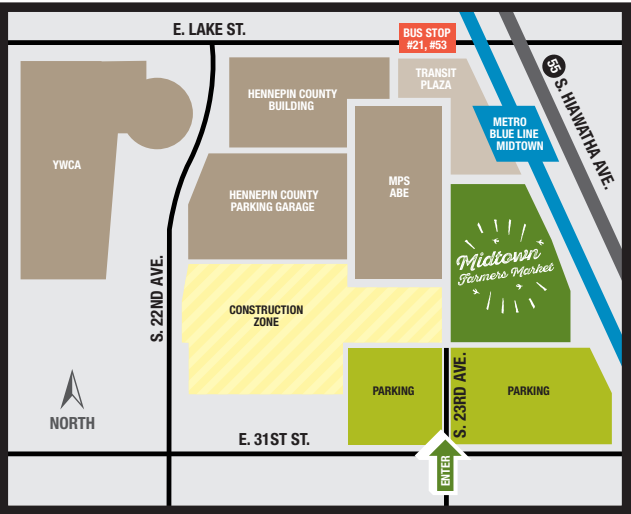 E. LAKE ST.
BUS STOP
#21, #53
55 S. HIAWATHA AVE.
TRANSIT
PLAZA
HENNEPIN COUNTY
BUILDING
METRO
BLUE LINE
MIDTOWN
YWCA
MPS
ABE
HENNEPIN COUNTY
PARKING GARAGE
Midtown
Farmers Market
S. 22ND AVE.
CONSTRUCTION
ZONE
PARKING
S. 23RD AVE.
PARKING
NORTH
E. 31ST ST.
ENTER